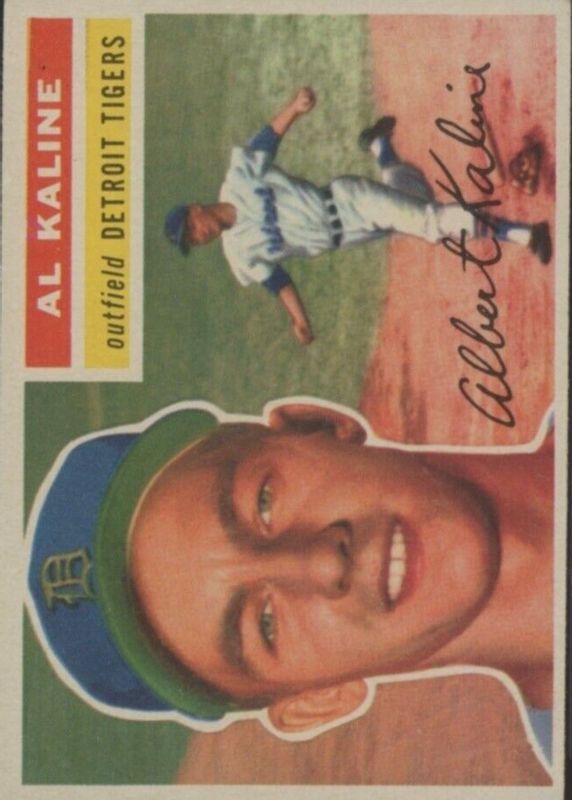 AL KALINE
outfield DETROIT TIGERS
Albert Kaline
D